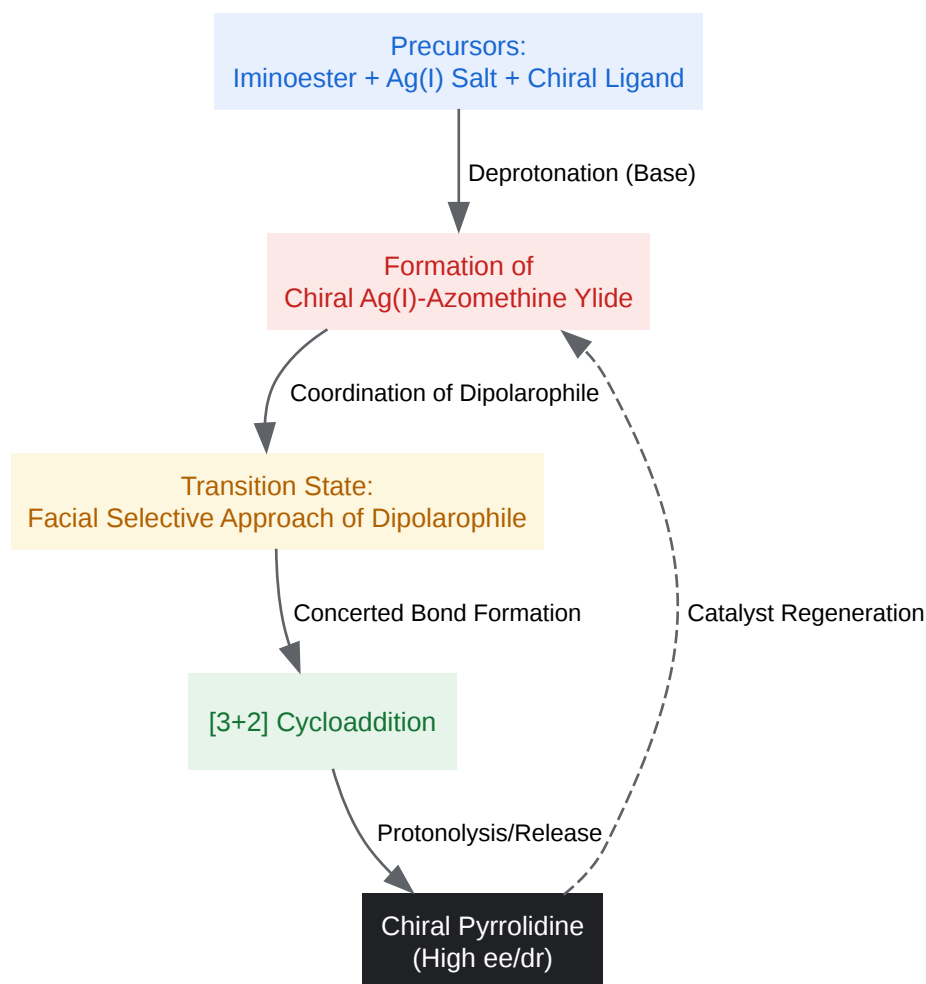 Precursors:
Iminoester + Ag(I) Salt + Chiral Ligand
Deprotonation (Base)
Formation of
Chiral Ag(I)-Azomethine Ylide
Coordination of Dipolarophile
Transition State:
Facial Selective Approach of Dipolarophile
Concerted Bond Formation
Catalyst Regeneration
[3+2] Cycloaddition
Protonolysis/Release
Chiral Pyrrolidine
(High ee/dr)